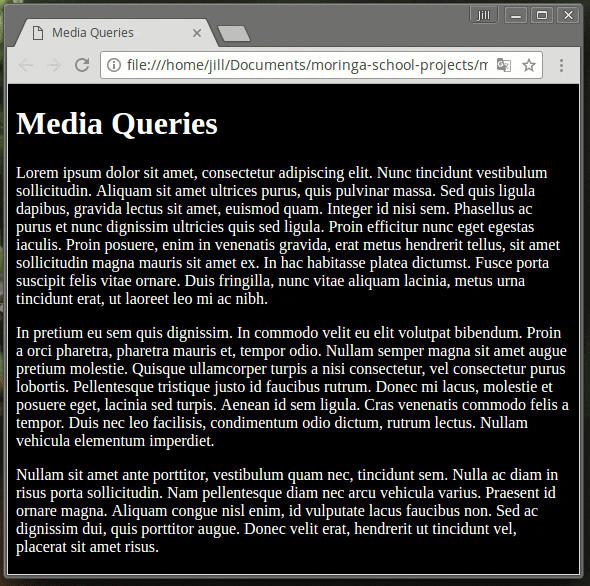 Jill
Media Queries
file:///home/jill/Documents/moringa-school-projects/m
Media Queries
Lorem ipsum dolor sit amet, consectetur adipiscing elit. Nunc tincidunt vestibulum
sollicitudin. Aliquam sit amet ultrices purus, quis pulvinar massa. Sed quis ligula
dapibus, gravida lectus sit amet, euismod quam. Integer id nisi sem. Phasellus ac
purus et nunc dignissim ultricies quis sed ligula. Proin efficitur nunc eget egestas
iaculis. Proin posuere, enim in venenatis gravida, erat metus hendrerit tellus, sit amet
sollicitudin magna mauris sit amet ex. In hac habitasse platea dictumst. Fusce porta
suscipit felis vitae ornare. Duis fringilla, nunc vitae aliquam lacinia, metus urna
tincidunt erat, ut laoreet leo mi ac nibh.
In pretium eu sem quis dignissim. In commodo velit eu elit volutpat bibendum. Proin
a orci pharetra, pharetra mauris et, tempor odio. Nullam semper magna sit amet augue
pretium molestie. Quisque ullamcorper turpis a nisi consectetur, vel consectetur purus
lobortis. Pellentesque tristique justo id faucibus rutrum. Donec mi lacus, molestie et
posuere eget, lacinia sed turpis. Aenean id sem ligula. Cras venenatis commodo felis a
tempor. Duis nec leo facilisis, condimentum odio dictum, rutrum lectus. Nullam
vehicula elementum imperdiet.
Nullam sit amet ante porttitor, vestibulum quam nec, tincidunt sem. Nulla ac diam in
risus porta sollicitudin. Nam pellentesque diam nec arcu vehicula varius. Praesent id
ornare magna. Aliquam congue nisl enim, id vulputate lacus faucibus non. Sed ac
dignissim dui, quis porttitor augue. Donec velit erat, hendrerit ut tincidunt vel,
placerat sit amet risus.